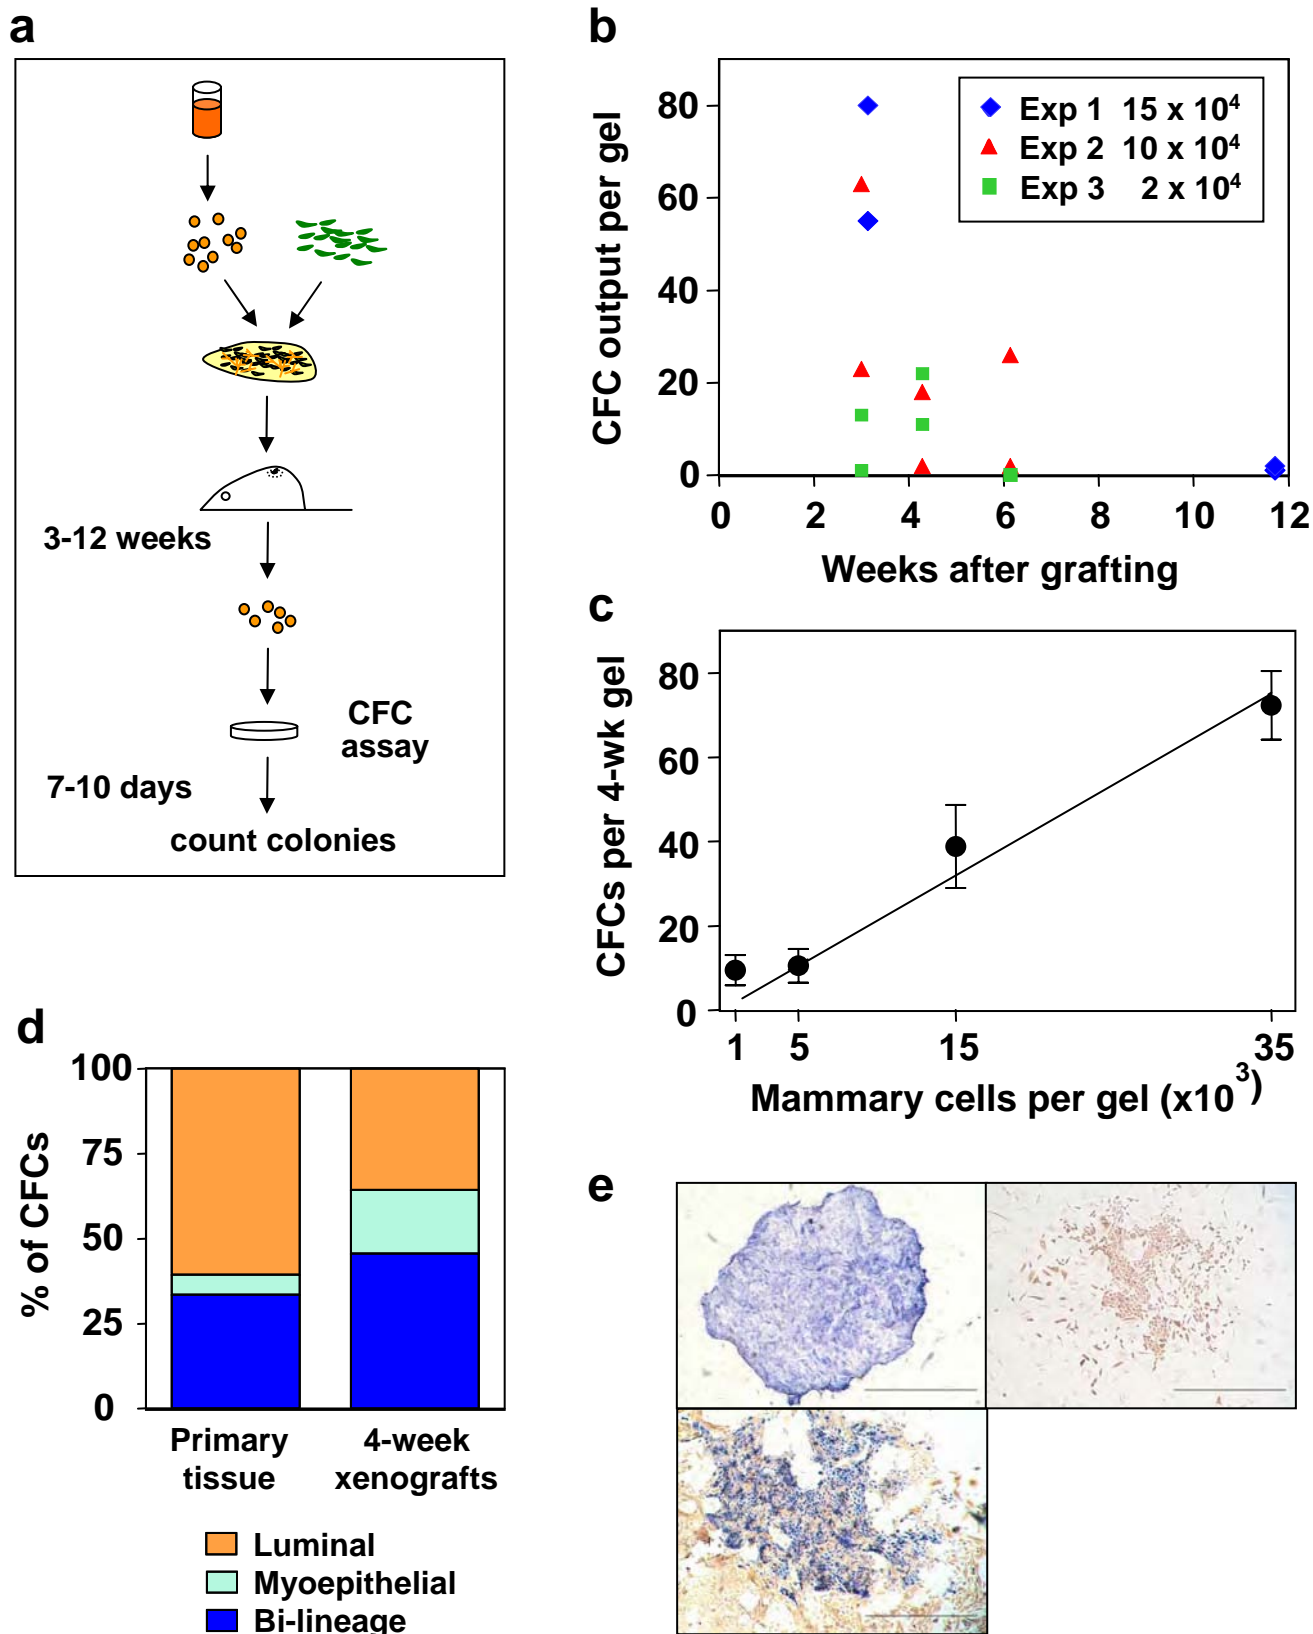 a
3-12 weeks
CFC
assay
7-10 days
count colonies
b
CFC output per gel
80
60
40
20
0
0 2 4 6 8 10 12
Weeks after grafting
Exp 1 15 x 10⁴
Exp 2 10 x 10⁴
Exp 3 2 x 10⁴
c
CFCs per 4-wk gel
80
60
40
20
0
1 5 15 35
Mammary cells per gel (x10³)
d
% of CFCs
100
75
50
25
0
Primary
tissue
4-week
xenografts
Luminal
Myoepithelial
Bi-lineage
e